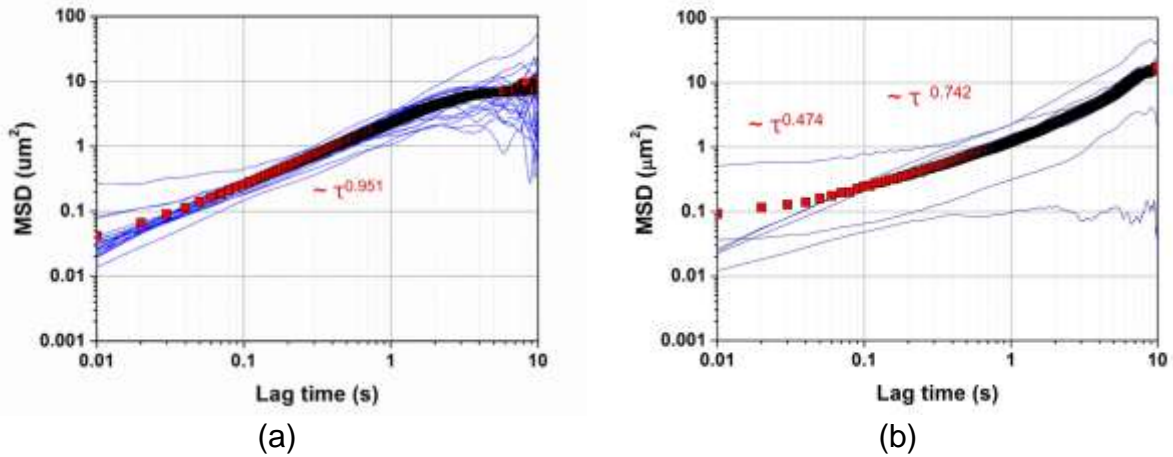 100
10
1
0.1
0.01
0.001
MSD (um²)
~ τ^0.951
0.01 0.1 1 10
Lag time (s)
(a)
100
10
1
0.1
0.01
0.001
MSD (μm²)
~ τ^0.474
~ τ^0.742
0.01 0.1 1 10
Lag time (s)
(b)